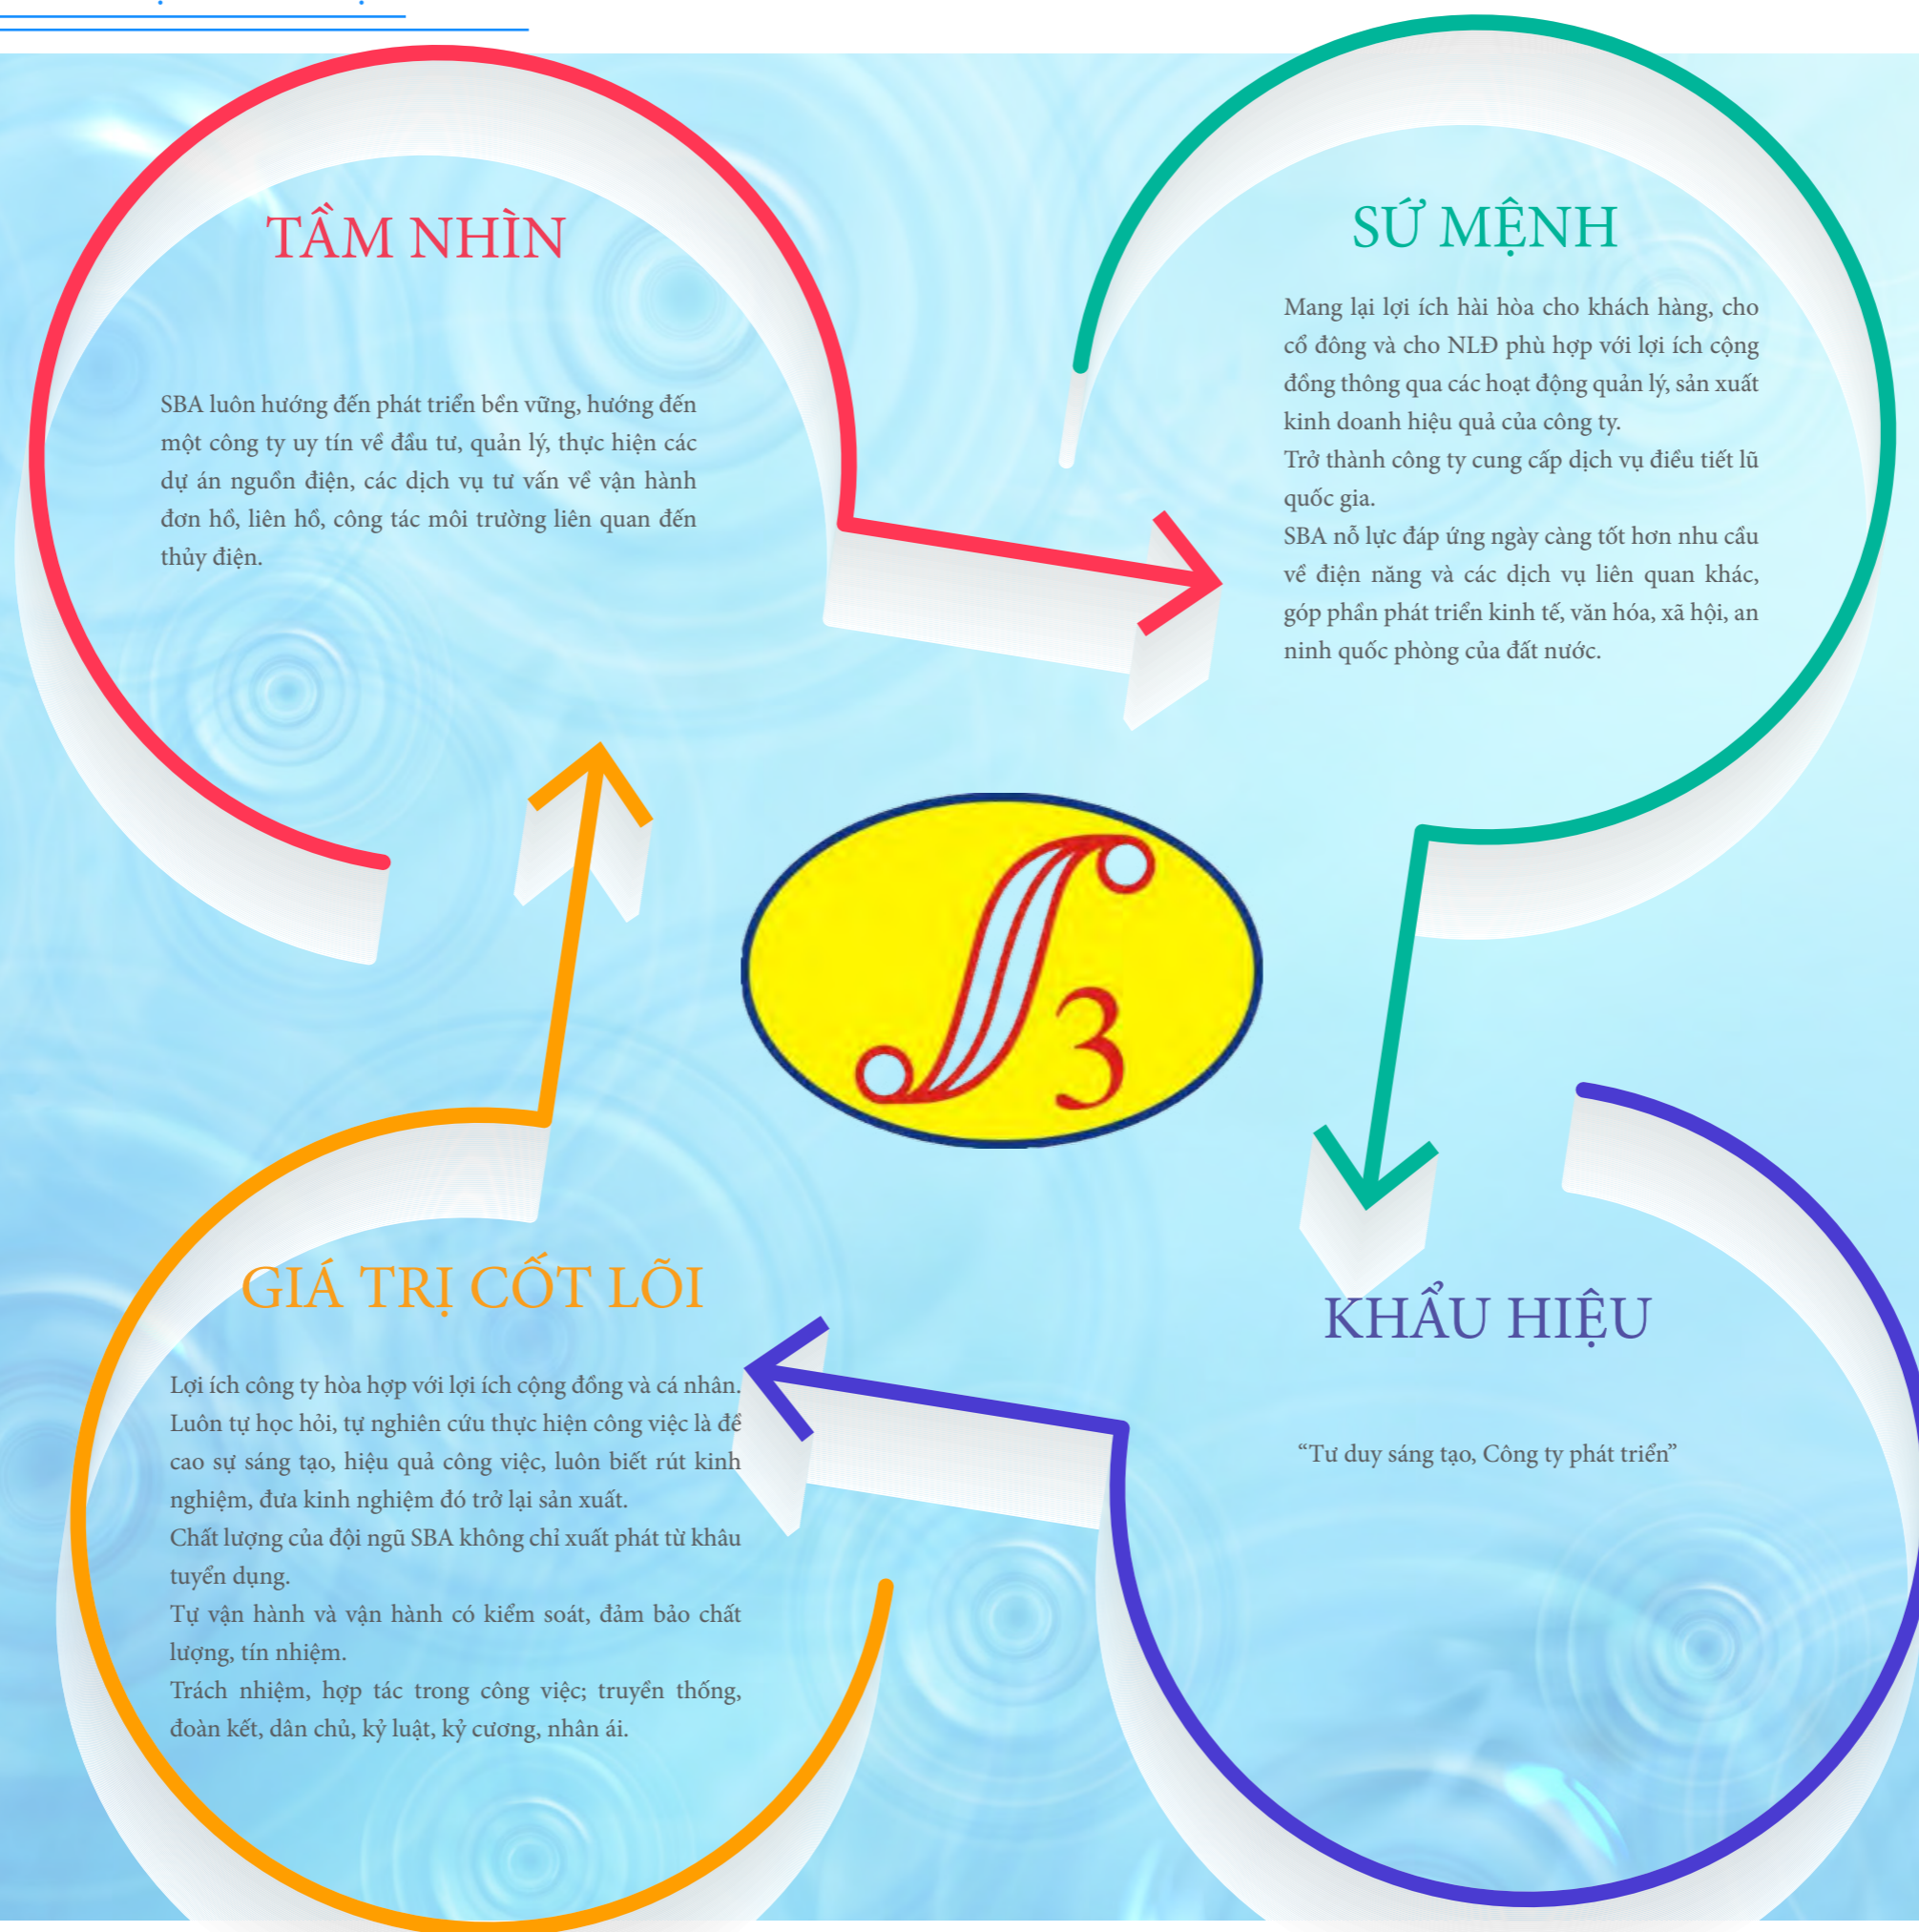 TẦM NHÌN
SBA luôn hướng đến phát triển bền vững, hướng đến
một công ty uy tín về đầu tư, quản lý, thực hiện các
dự án nguồn điện, các dịch vụ tư vấn về vận hành
đơn hồ, liên hồ, công tác môi trường liên quan đến
thủy điện.
SỨ MỆNH
Mang lại lợi ích hài hòa cho khách hàng, cho
cổ đông và cho NLĐ phù hợp với lợi ích cộng
đồng thông qua các hoạt động quản lý, sản xuất
kinh doanh hiệu quả của công ty.
Trở thành công ty cung cấp dịch vụ điều tiết lũ
quốc gia.
SBA nỗ lực đáp ứng ngày càng tốt hơn nhu cầu
về điện năng và các dịch vụ liên quan khác,
góp phần phát triển kinh tế, văn hóa, xã hội, an
ninh quốc phòng của đất nước.
3
GIÁ TRỊ CỐT LÕI
Lợi ích công ty hòa hợp với lợi ích cộng đồng và cá nhân.
Luôn tự học hỏi, tự nghiên cứu thực hiện công việc là để
cao sự sáng tạo, hiệu quả công việc, luôn biết rút kinh
nghiệm, đưa kinh nghiệm đó trở lại sản xuất.
Chất lượng của đội ngũ SBA không chỉ xuất phát từ khâu
tuyển dụng.
Tự vận hành và vận hành có kiểm soát, đảm bảo chất
lượng, tín nhiệm.
Trách nhiệm, hợp tác trong công việc; truyền thống,
đoàn kết, dân chủ, kỷ luật, kỷ cương, nhân ái.
KHẨU HIỆU
“Tư duy sáng tạo, Công ty phát triển”